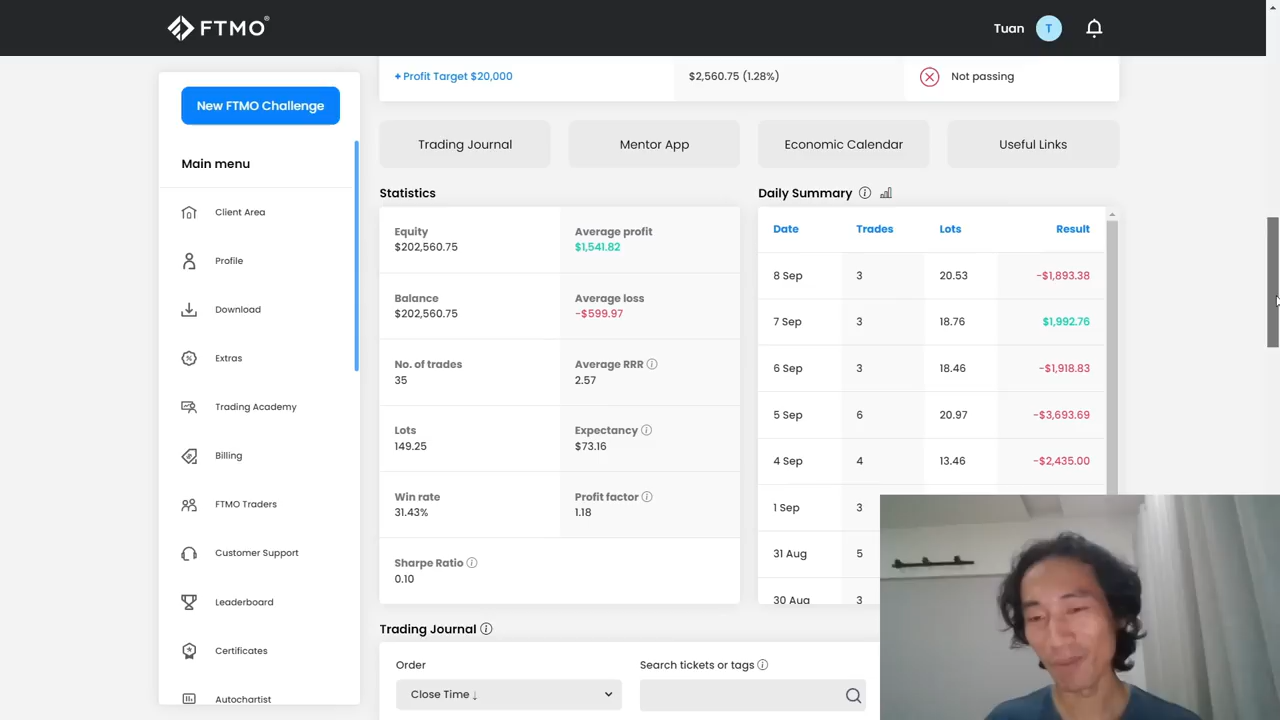 FTMO®
Tuan
T
+ Profit Target $20,000
$2,560.75 (1.28%)
Not passing
New FTMO Challenge
Main menu
Client Area
Profile
Download
Extras
Trading Academy
Billing
FTMO Traders
Customer Support
Leaderboard
Certificates
Autochartist
Trading Journal
Mentor App
Economic Calendar
Useful Links
Statistics
Equity
$202,560.75
Average profit
$1,541.82
Balance
$202,560.75
Average loss
-$599.97
No. of trades
35
Average RRR
2.57
Lots
149.25
Expectancy
$73.16
Win rate
31.43%
Profit factor
1.18
Sharpe Ratio
0.10
Daily Summary
Date Trades Lots Result
8 Sep 3 20.53 -$1,893.38
7 Sep 3 18.76 $1,992.76
6 Sep 3 18.46 -$1,918.83
5 Sep 6 20.97 -$3,693.69
4 Sep 4 13.46 -$2,435.00
1 Sep 3
31 Aug 5
30 Aug 3
Trading Journal
Order
Close Time ↓
Search tickets or tags